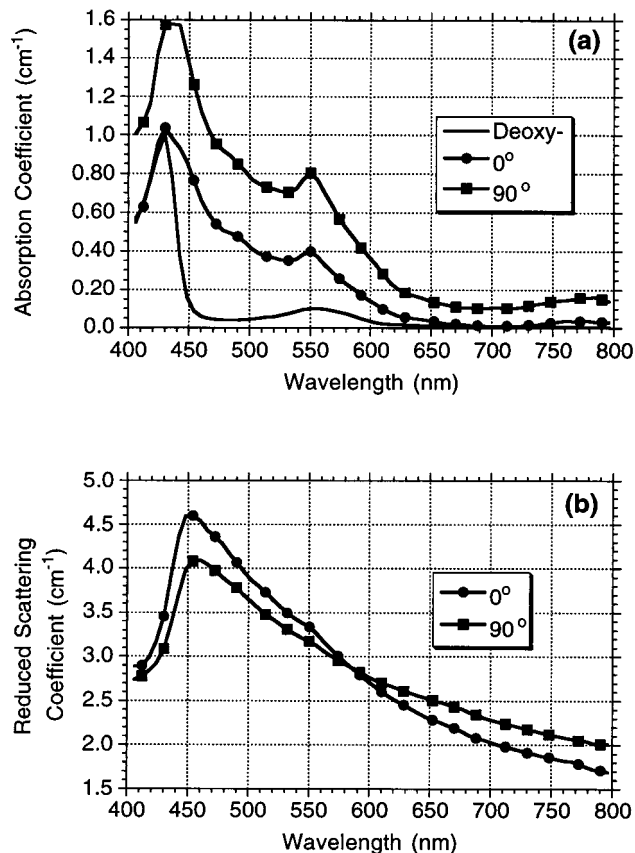 (a)
Absorption Coefficient (cm⁻¹)
1.6
1.4
1.2
1.0
0.80
0.60
0.40
0.20
0.0
Deoxy-
0°
90°
400 450 500 550 600 650 700 750 800
Wavelength (nm)
(b)
Reduced Scattering
Coefficient (cm⁻¹)
5.0
4.5
4.0
3.5
3.0
2.5
2.0
1.5
0°
90°
400 450 500 550 600 650 700 750 800
Wavelength (nm)